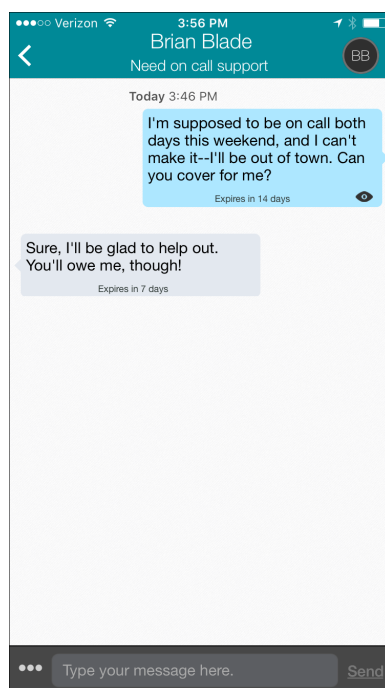 Verizon 3:56 PM
Brian Blade
Need on call support
BB
Today 3:46 PM
I'm supposed to be on call both
days this weekend, and I can't
make it--I'll be out of town. Can
you cover for me?
Expires in 14 days
Sure, I'll be glad to help out.
You'll owe me, though!
Expires in 7 days
Type your message here.
Send